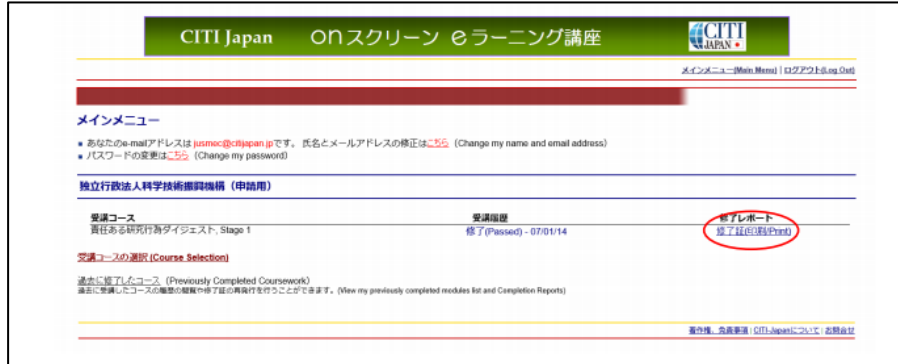 CITI Japan onスクリーン eラーニング講座 CITI JAPAN
メインメニュー(Main Menu) | ログアウト(Log Out)
メインメニュー
あなたのe-mailアドレスは jusmec@citijapan.jpです。 氏名とメールアドレスの修正はこちら (Change my name and email address)
パスワードの変更はこちら (Change my password)
独立行政法人科学技術振興機構（申請用）
受講コース 受講履歴 修了レポート
責任ある研究行為ダイジェスト, Stage 1 修了(Passed) - 07/01/14 修了証(印刷/Print)
受講コースの選択 (Course Selection)
過去に修了したコース (Previously Completed Coursework)
過去に受講したコースの履歴の閲覧や修了証の再発行を行うことができます。(View my previously completed modules list and Completion Reports)
著作権、免責事項 | CITI-Japanについて | お問合せ